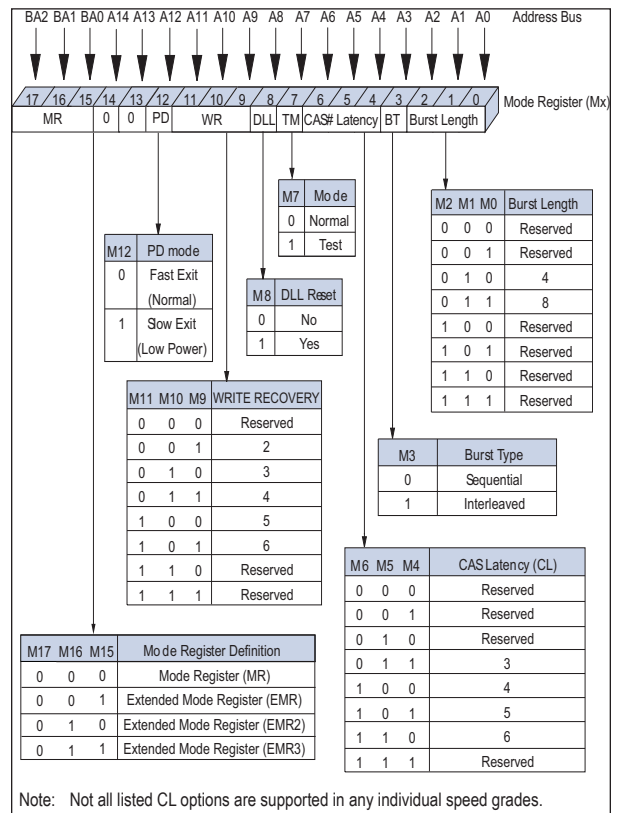 BA2 BA1 BA0 A14 A13 A12 A11 A10 A9 A8 A7 A6 A5 A4 A3 A2 A1 A0 Address Bus
17 16 15 14 13 12 11 10 9 8 7 6 5 4 3 2 1 0 Mode Register (Mx)
MR 0 0 PD WR DLL TM CAS# Latency BT Burst Length
M7 Mode
0 Normal
1 Test
M2 M1 M0 Burst Length
0 0 0 Reserved
0 0 1 Reserved
0 1 0 4
0 1 1 8
1 0 0 Reserved
1 0 1 Reserved
1 1 0 Reserved
1 1 1 Reserved
M12 PD mode
0 Fast Exit
(Normal)
1 Slow Exit
(Low Power)
M8 DLL Reset
0 No
1 Yes
M11 M10 M9 WRITE RECOVERY
0 0 0 Reserved
0 0 1 2
0 1 0 3
0 1 1 4
1 0 0 5
1 0 1 6
1 1 0 Reserved
1 1 1 Reserved
M3 Burst Type
0 Sequential
1 Interleaved
M6 M5 M4 CAS Latency (CL)
0 0 0 Reserved
0 0 1 Reserved
0 1 0 Reserved
0 1 1 3
1 0 0 4
1 0 1 5
1 1 0 6
1 1 1 Reserved
M17 M16 M15 Mode Register Definition
0 0 0 Mode Register (MR)
0 0 1 Extended Mode Register (EMR)
0 1 0 Extended Mode Register (EMR2)
0 1 1 Extended Mode Register (EMR3)
Note: Not all listed CL options are supported in any individual speed grades.